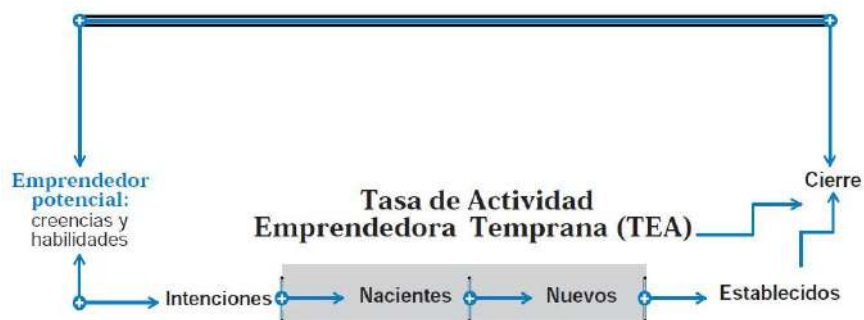 Emprendedor
potencial:
creencias y
habilidades
Tasa de Actividad
Emprendedora Temprana (TEA)
Cierre
Intenciones
Nacientes
Nuevos
Establecidos